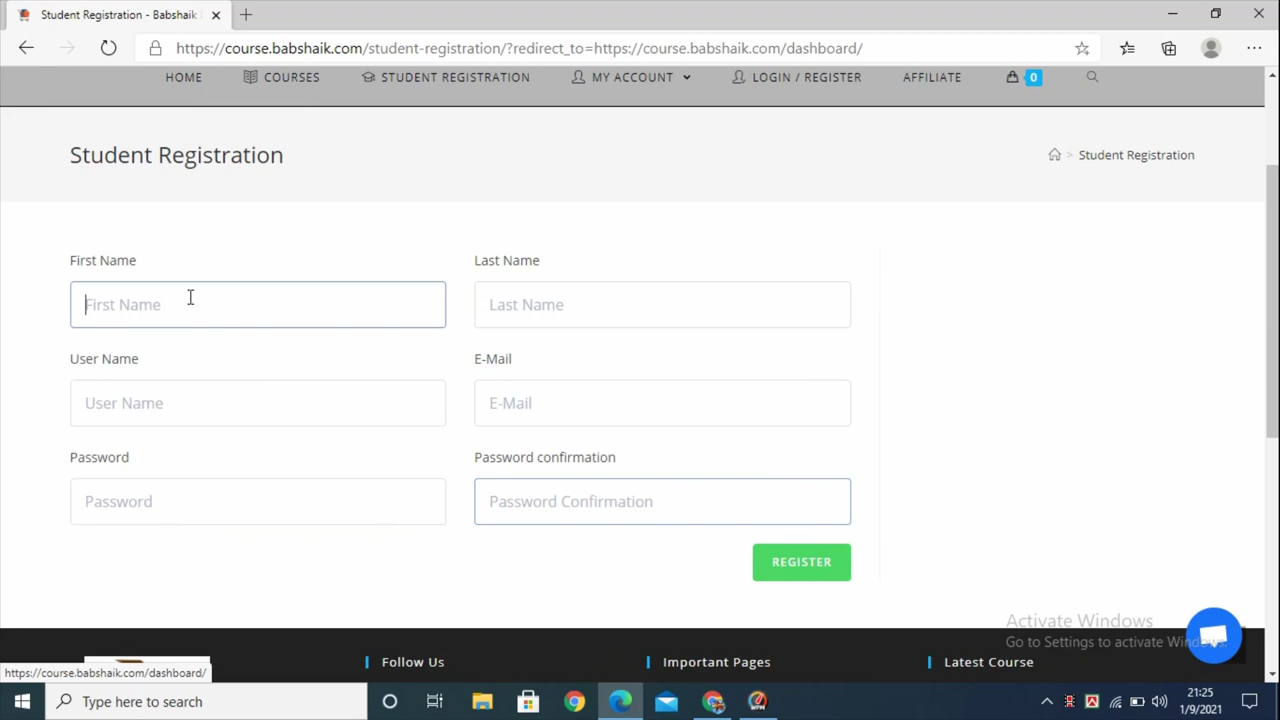 Student Registration - Babshaik
https://course.babshaik.com/student-registration/?redirect_to=https://course.babshaik.com/dashboard/
HOME COURSES STUDENT REGISTRATION MY ACCOUNT LOGIN / REGISTER AFFILIATE 0
Student Registration
> Student Registration
First Name Last Name
First Name Last Name
User Name E-Mail
User Name E-Mail
Password Password confirmation
Password Password Confirmation
REGISTER
Activate Windows
Go to Settings to activate Windows.
Follow Us Important Pages Latest Course
https://course.babshaik.com/dashboard/
Type here to search
21:25
1/9/2021